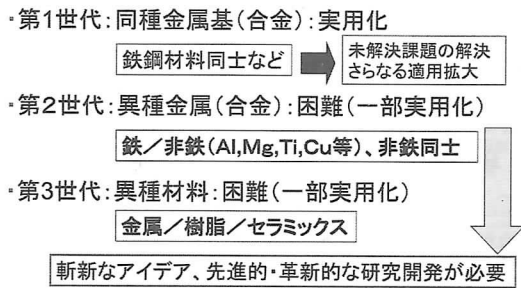 ・第1世代：同種金属基（合金）：実用化
鉄鋼材料同士など
未解決課題の解決
さらなる適用拡大
・第2世代：異種金属（合金）：困難（一部実用化）
鉄／非鉄（Al,Mg,Ti,Cu等）、非鉄同士
・第3世代：異種材料：困難（一部実用化）
金属／樹脂／セラミックス
斬新なアイデア、先進的・革新的な研究開発が必要